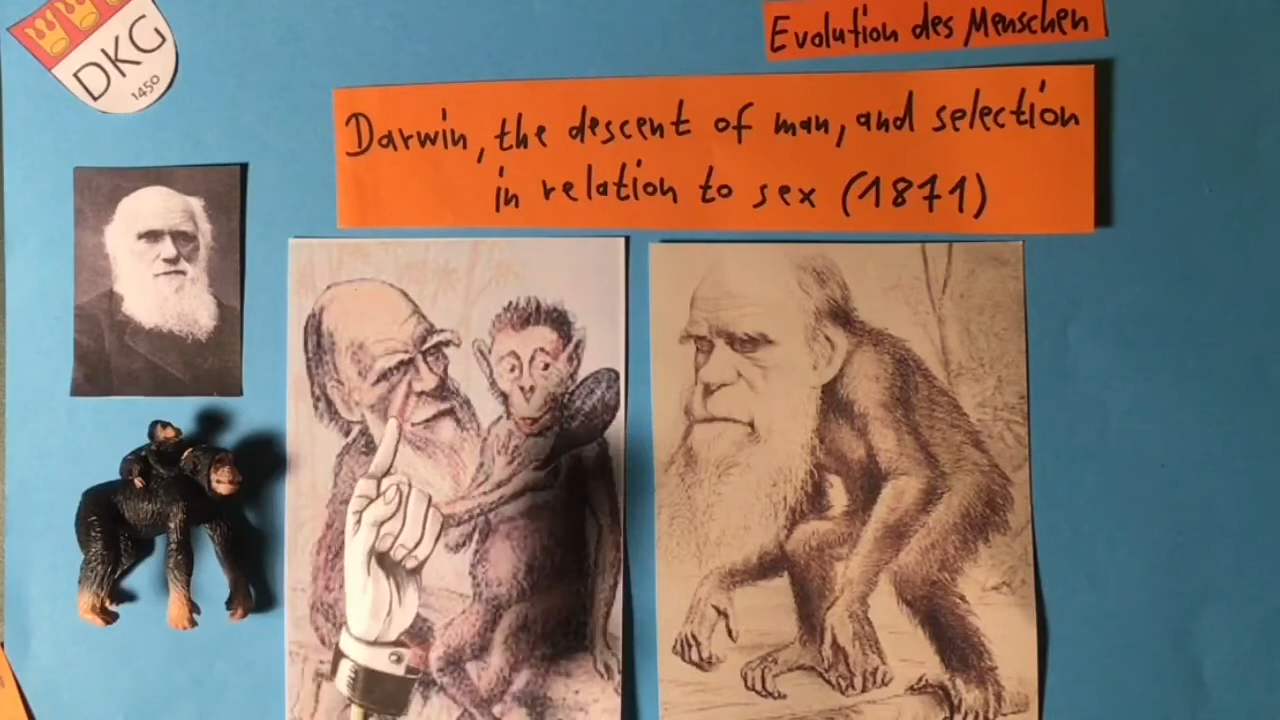 DKG
1450
Evolution des Menschen
Darwin, the descent of man, and selection
in relation to sex (1871)